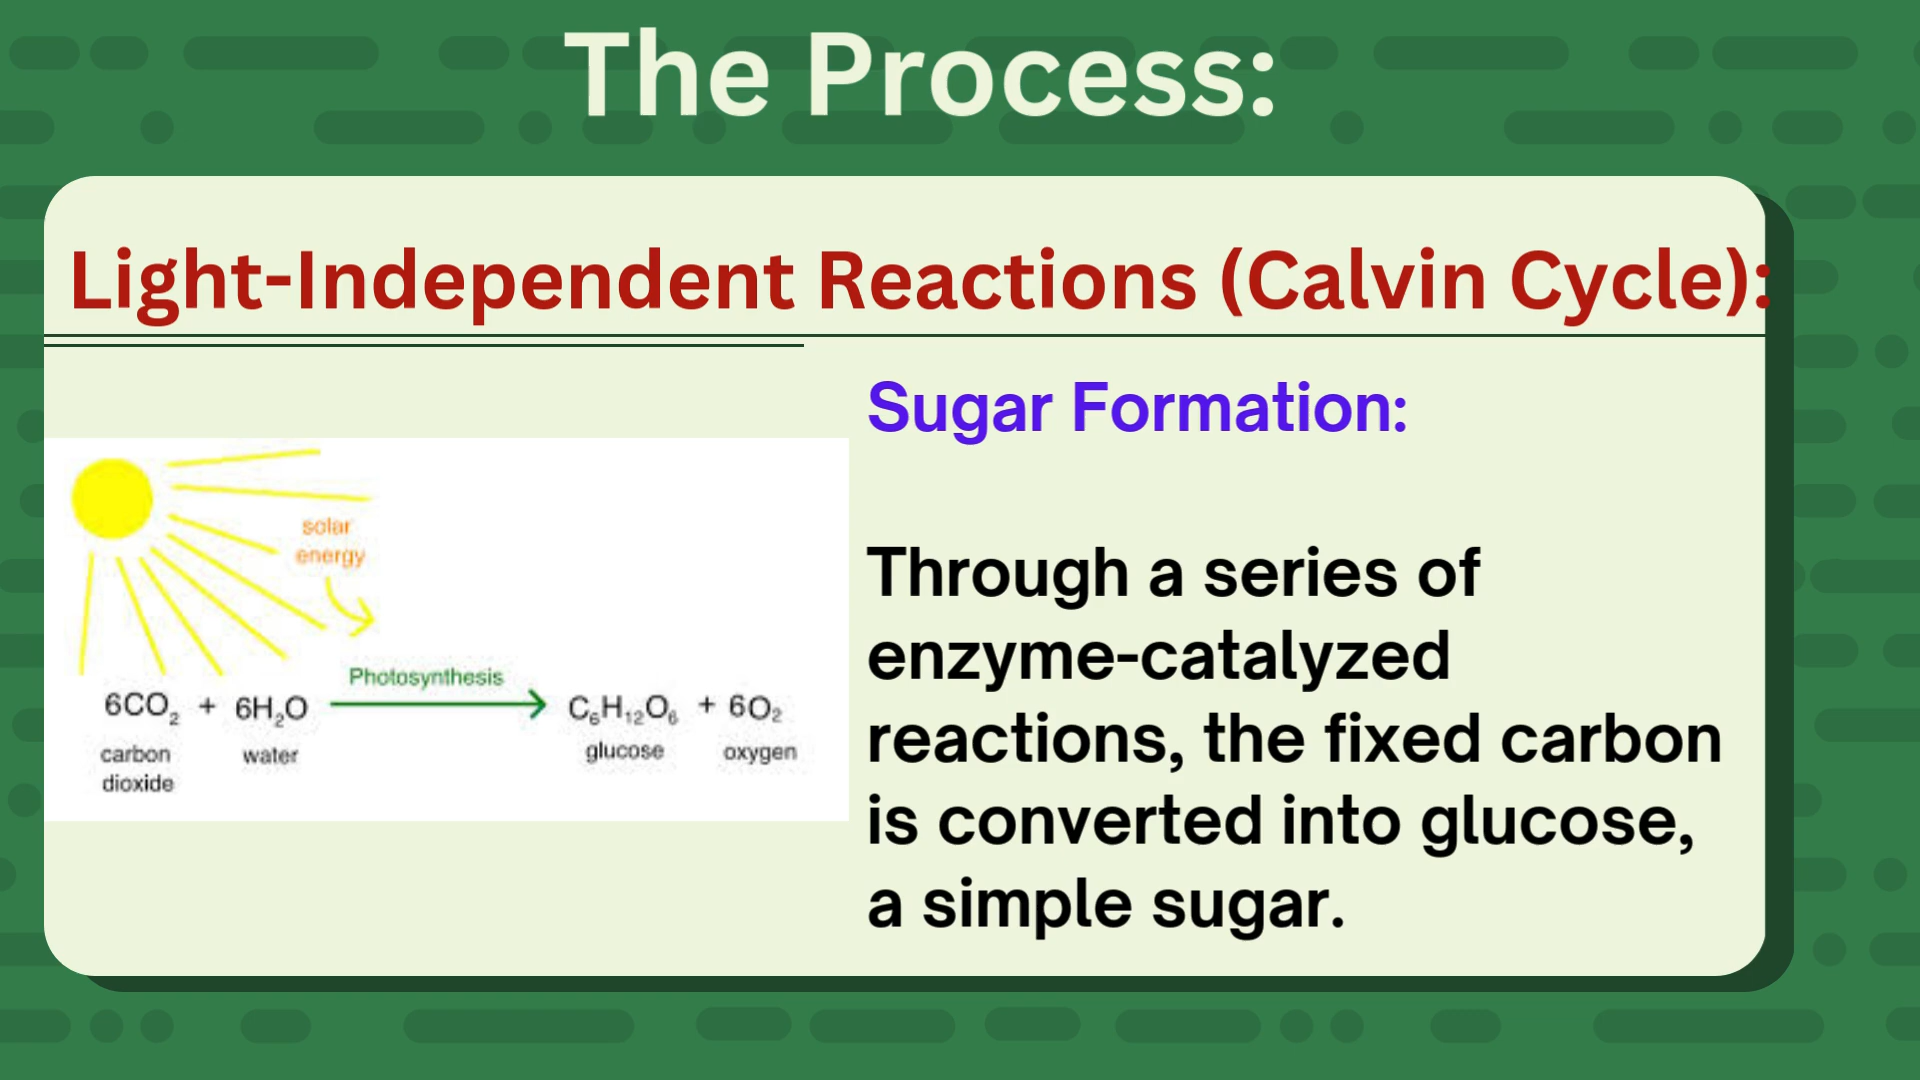 The Process:
Light-Independent Reactions (Calvin Cycle):
Sugar Formation:
Through a series of
enzyme-catalyzed
reactions, the fixed carbon
is converted into glucose,
a simple sugar.
solar
energy
Photosynthesis
6CO₂ + 6H₂O C₆H₁₂O₆ + 6O₂
carbon dioxide water glucose oxygen